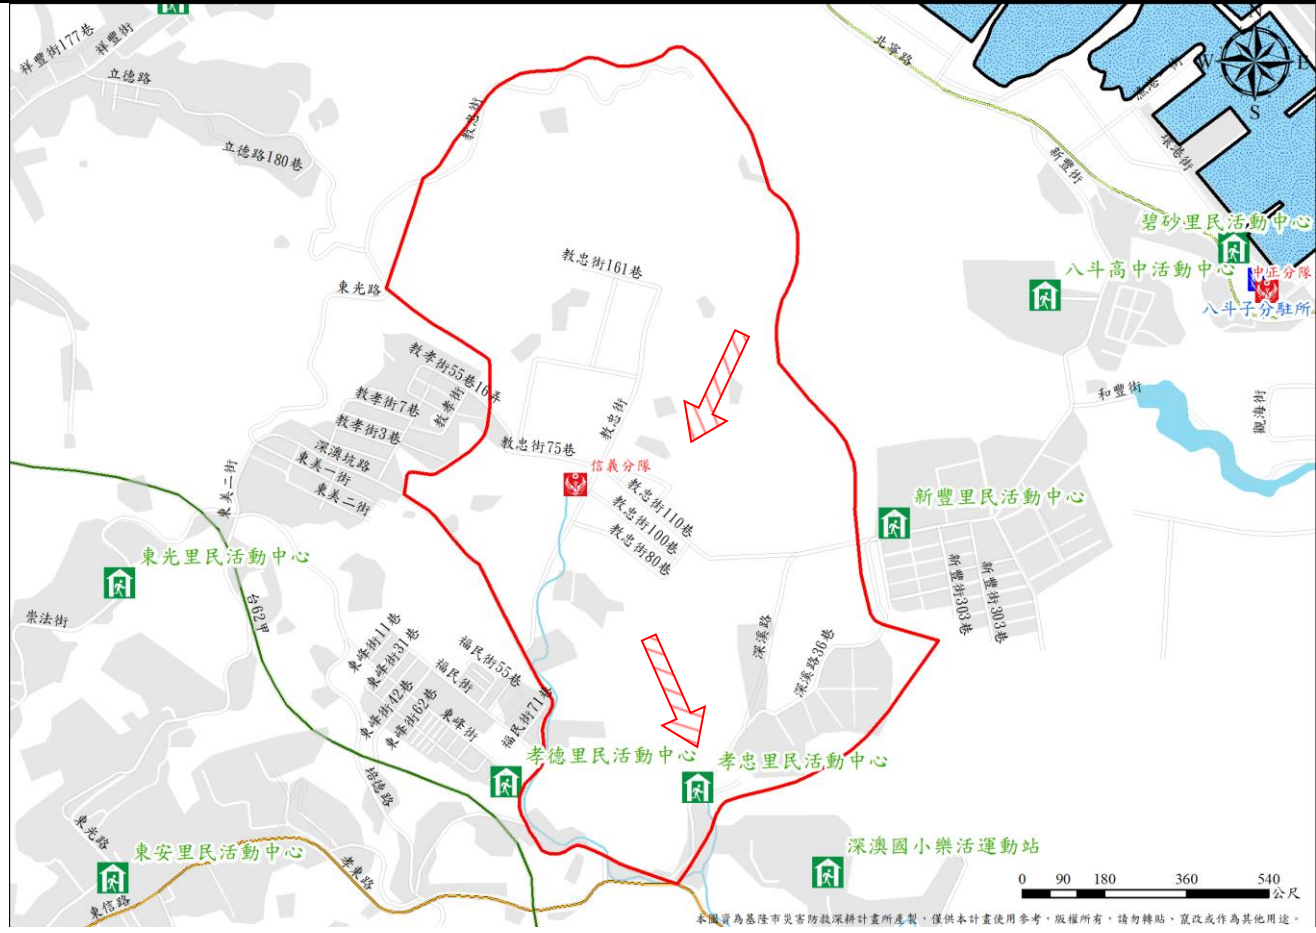 祥豐街177巷
祥豐街
立德路
立德路180巷
教忠街
北寧路
新豐街
環港街
N
W
E
S
碧砂里民活動中心
八斗高中活動中心
中正分隊
八斗子分駐所
東光路
教忠街161巷
教孝街55巷16弄
教孝街7巷
教孝街
教孝街3巷
深澳坑路
東美一街
東美二街
東美二街
教忠街
教忠街75巷
信義分隊
教忠街110巷
教忠街100巷
教忠街80巷
和豐街
觀海街
新豐里民活動中心
新豐街303巷
新豐街303巷
東光里民活動中心
崇法街
台62甲
東峰街11巷
東峰街31巷
東峰街42巷
東峰街62巷
福民街55巷
福民街
福民街71巷
東峰街
深溪路
深溪路36巷
孝德里民活動中心
孝忠里民活動中心
培德路
東光路
東安里民活動中心
孝東路
東信路
深澳國小樂活運動站
0 90 180 360 540
公尺
本圖資為基隆市災害防救深耕計畫所產製，僅供本計畫使用參考，版權所有，請勿轉貼、竄改或作為其他用途。